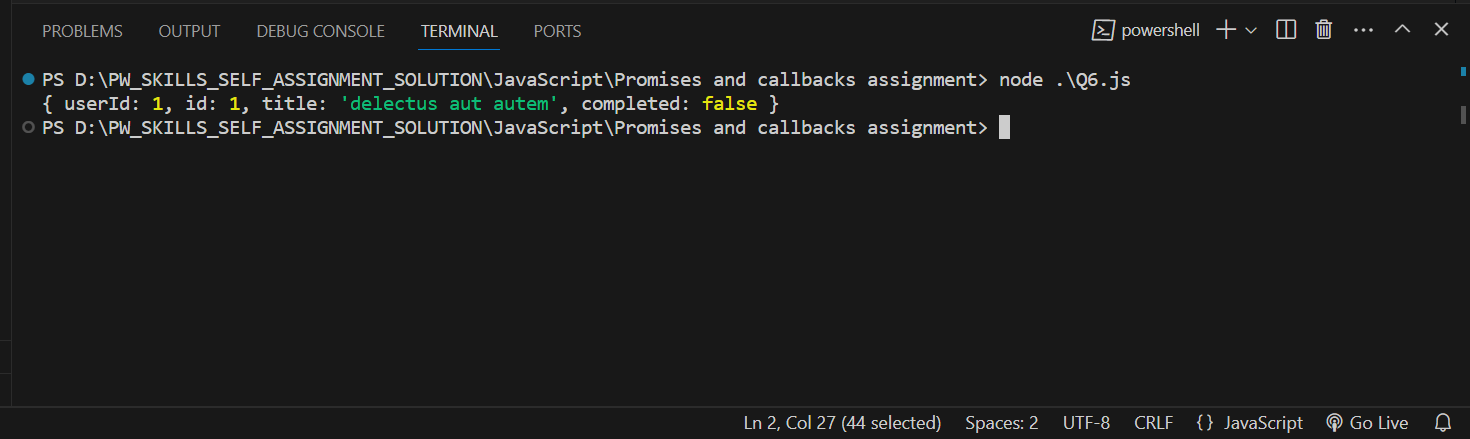 PROBLEMS OUTPUT DEBUG CONSOLE TERMINAL PORTS powershell
PS D:\PW_SKILLS_SELF_ASSIGNMENT_SOLUTION\JavaScript\Promises and callbacks assignment> node .\Q6.js
{ userId: 1, id: 1, title: 'delectus aut autem', completed: false }
PS D:\PW_SKILLS_SELF_ASSIGNMENT_SOLUTION\JavaScript\Promises and callbacks assignment>
Ln 2, Col 27 (44 selected) Spaces: 2 UTF-8 CRLF {} JavaScript Go Live